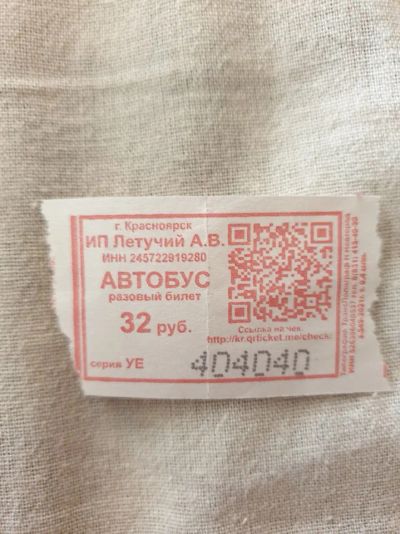 г. Красноярск
ИП Летучий А.В.
ИНН 245722919280
АВТОБУС
разовый билет
32 руб.
Ссылка на чек
http://kr.qrticket.me/check
серия УЕ
404040